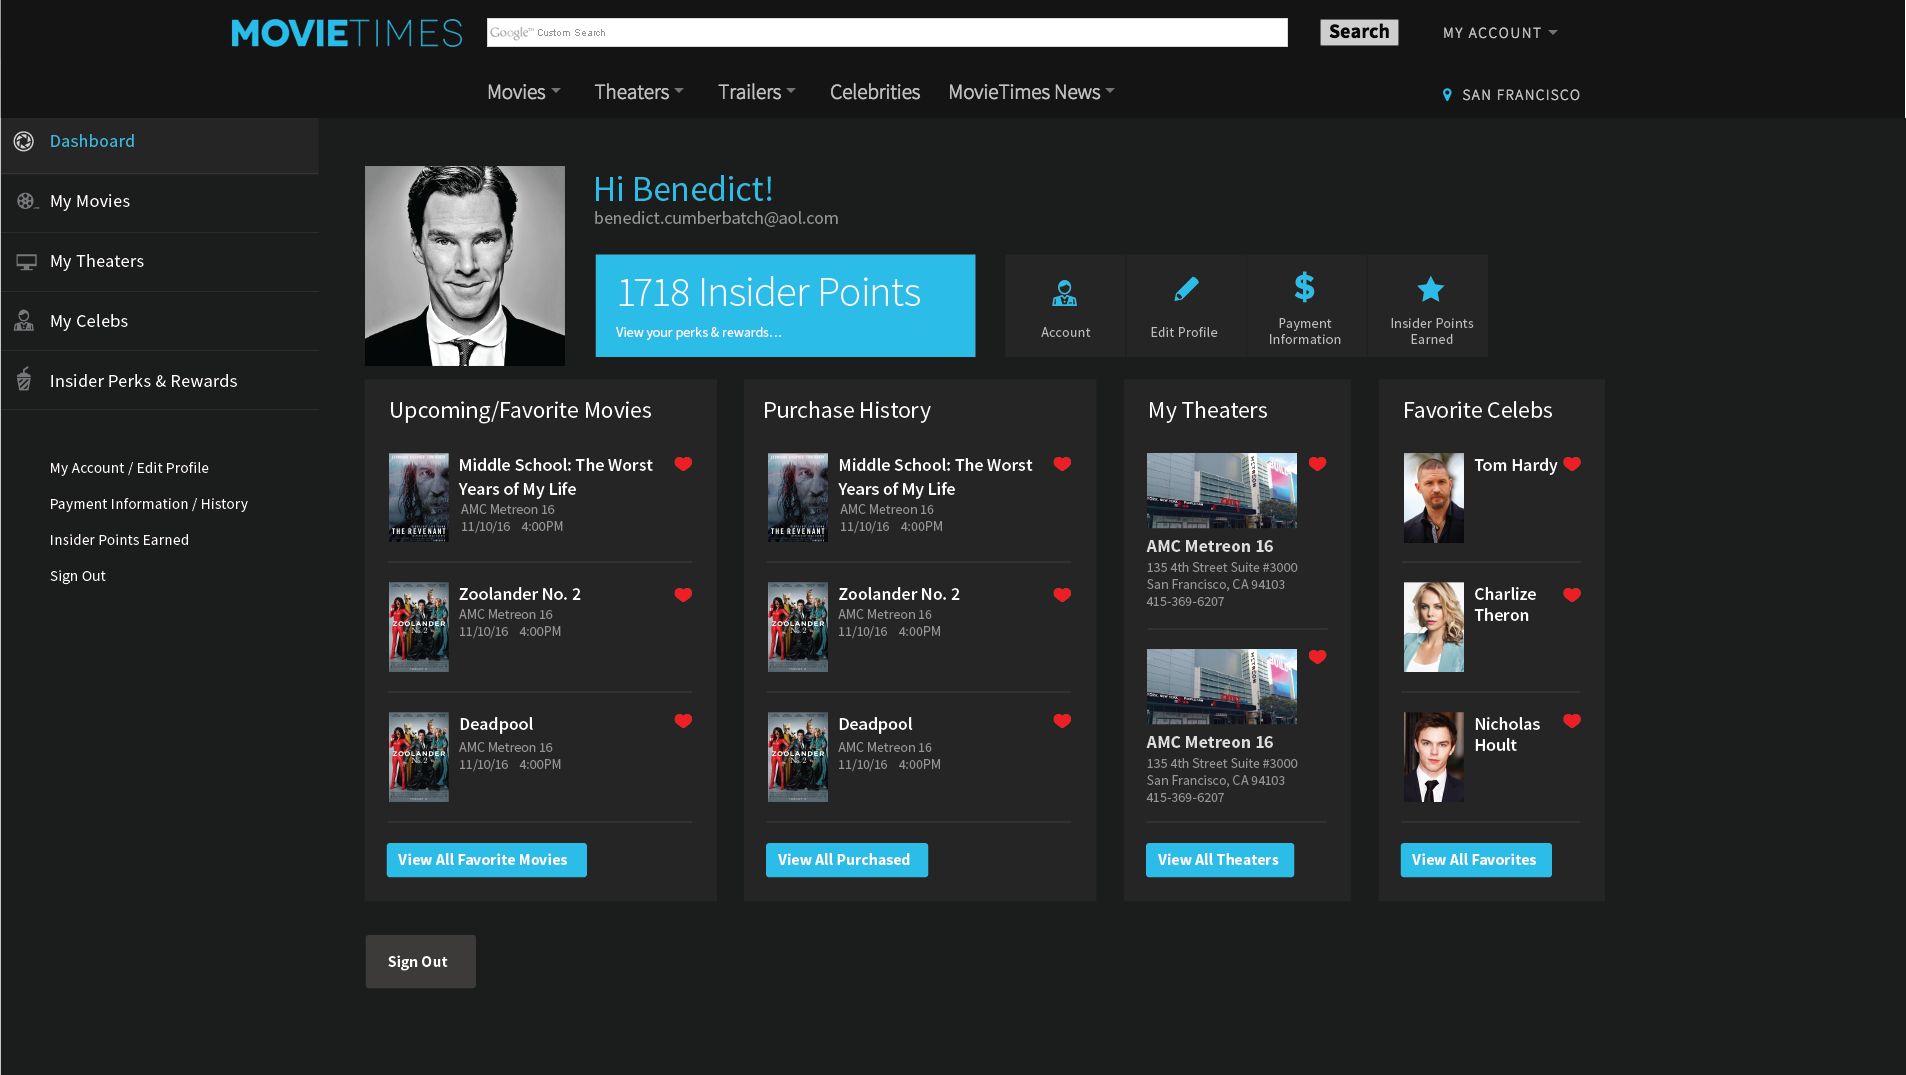 MOVIETIMES
Google™ Custom Search
Search
MY ACCOUNT
Movies
Theaters
Trailers
Celebrities
MovieTimes News
SAN FRANCISCO
Dashboard
My Movies
My Theaters
My Celebs
Insider Perks & Rewards
My Account / Edit Profile
Payment Information / History
Insider Points Earned
Sign Out
Hi Benedict!
benedict.cumberbatch@aol.com
1718 Insider Points
View your perks & rewards...
Account
Edit Profile
Payment
Information
Insider Points
Earned
Upcoming/Favorite Movies
THE REVENANT
Middle School: The Worst
Years of My Life
AMC Metreon 16
11/10/16 4:00PM
ZOOLANDER
No. 2
Zoolander No. 2
AMC Metreon 16
11/10/16 4:00PM
ZOOLANDER
No. 2
Deadpool
AMC Metreon 16
11/10/16 4:00PM
View All Favorite Movies
Purchase History
THE REVENANT
Middle School: The Worst
Years of My Life
AMC Metreon 16
11/10/16 4:00PM
ZOOLANDER
No. 2
Zoolander No. 2
AMC Metreon 16
11/10/16 4:00PM
ZOOLANDER
No. 2
Deadpool
AMC Metreon 16
11/10/16 4:00PM
View All Purchased
My Theaters
METREON
AMC Metreon 16
135 4th Street Suite #3000
San Francisco, CA 94103
415-369-6207
METREON
AMC Metreon 16
135 4th Street Suite #3000
San Francisco, CA 94103
415-369-6207
View All Theaters
Favorite Celebs
Tom Hardy
Charlize
Theron
Nicholas
Hoult
View All Favorites
Sign Out